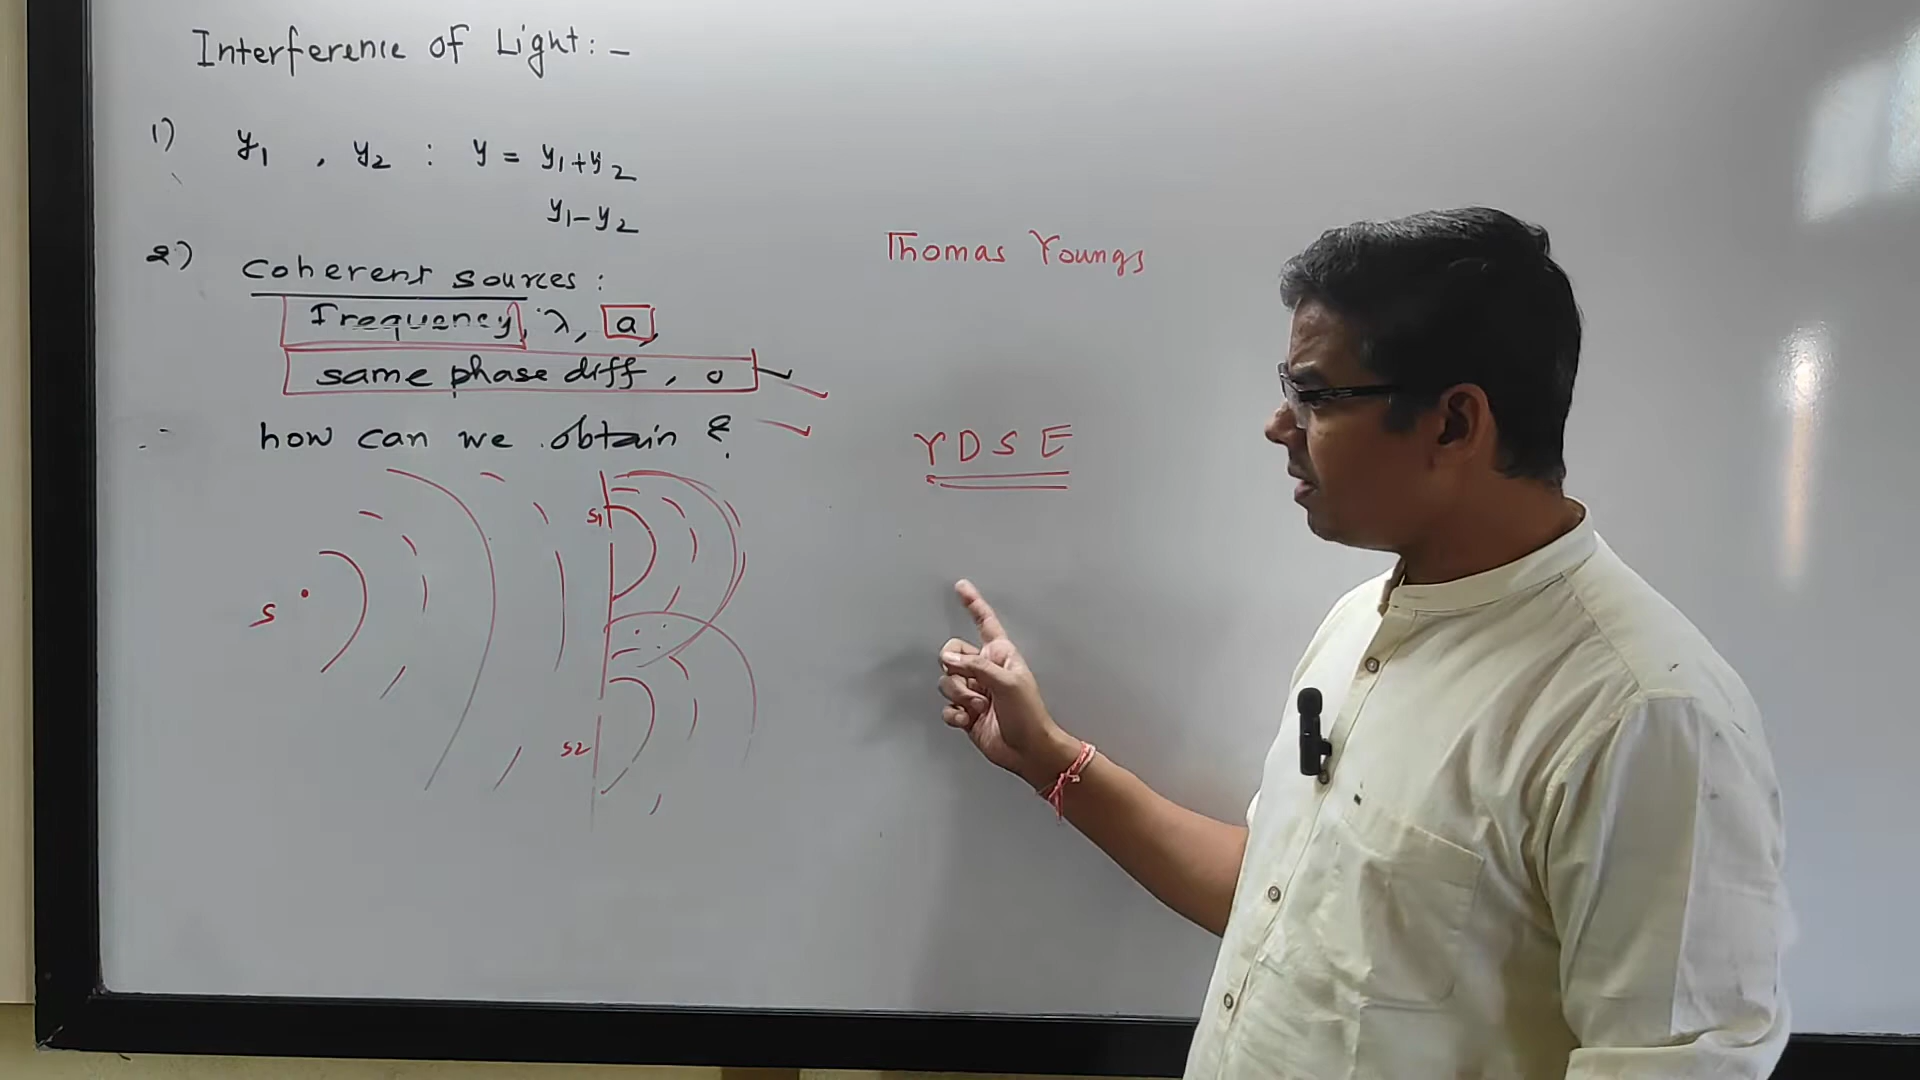 Interference of Light:-
1) y1 , y2 : y = y1+y2
y1-y2
2) Coherent sources:
Frequency, λ, a,
same phase diff, 0
how can we obtain ?
Thomas Youngs
YDSE
S
S1
S2